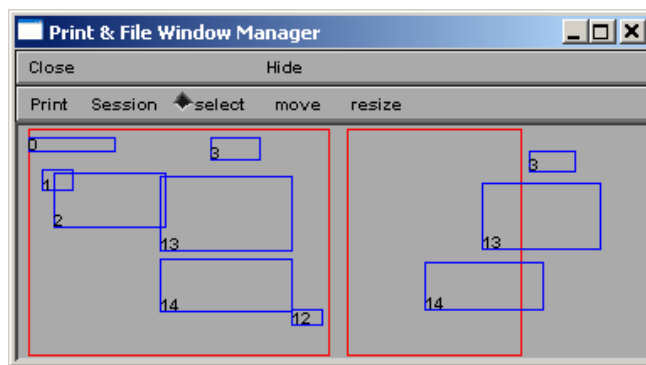 Print & File Window Manager
Close Hide
Print Session select move resize
0 3 3
1
2 13 13
14 12 14